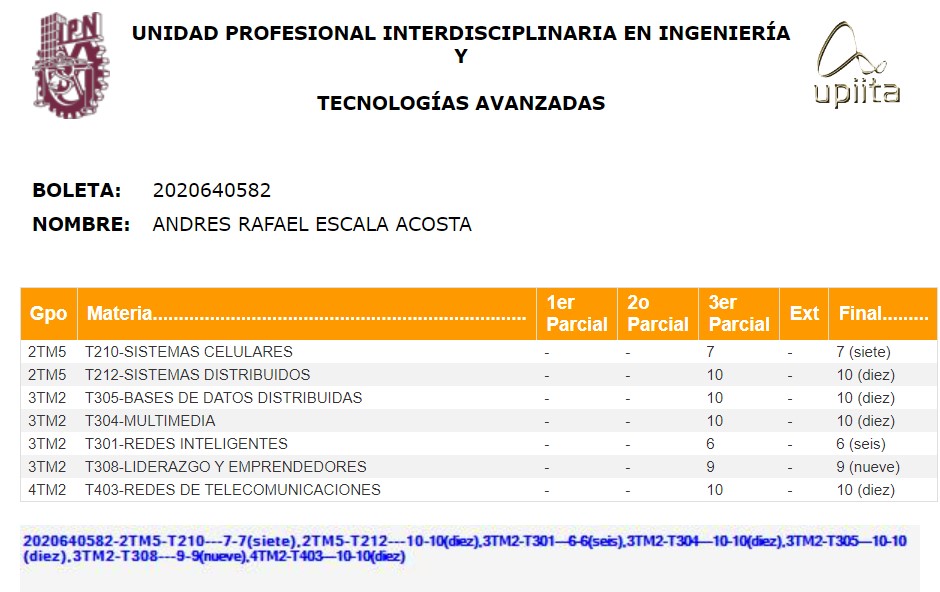 IPN
UNIDAD PROFESIONAL INTERDISCIPLINARIA EN INGENIERÍA
Y
TECNOLOGÍAS AVANZADAS
upiita
BOLETA: 2020640582
NOMBRE: ANDRES RAFAEL ESCALA ACOSTA
Gpo Materia........................................................................ 1er Parcial 2o Parcial 3er Parcial Ext Final.........
2TM5 T210-SISTEMAS CELULARES - - 7 - 7 (siete)
2TM5 T212-SISTEMAS DISTRIBUIDOS - - 10 - 10 (diez)
3TM2 T305-BASES DE DATOS DISTRIBUIDAS - - 10 - 10 (diez)
3TM2 T304-MULTIMEDIA - - 10 - 10 (diez)
3TM2 T301-REDES INTELIGENTES - - 6 - 6 (seis)
3TM2 T308-LIDERAZGO Y EMPRENDEDORES - - 9 - 9 (nueve)
4TM2 T403-REDES DE TELECOMUNICACIONES - - 10 - 10 (diez)
2020640582-2TM5-T210---7-7(siete),2TM5-T212---10-10(diez),3TM2-T301---6-6(seis),3TM2-T304---10-10(diez),3TM2-T305---10-10
(diez),3TM2-T308---9-9(nueve),4TM2-T403---10-10(diez)